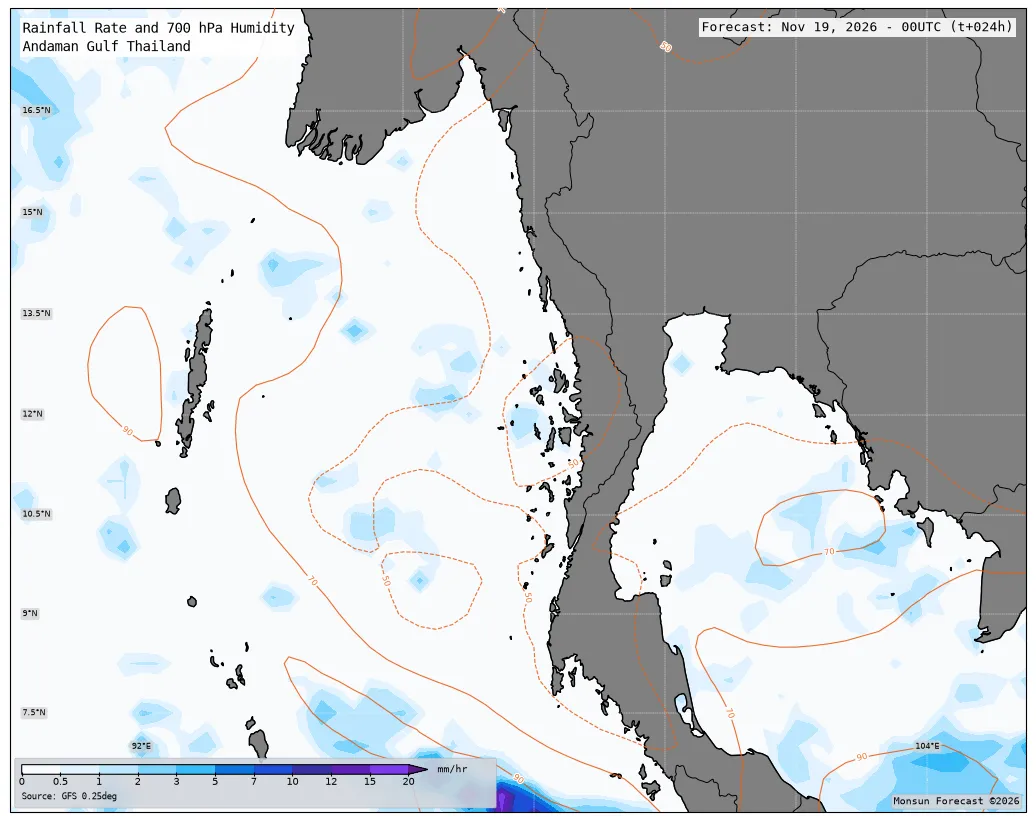 Rainfall Rate and 700 hPa Humidity
Andaman Gulf Thailand
Forecast: Nov 19, 2026 - 00UTC (t+024h)
50
16.5°N
15°N
13.5°N
12°N
90
50
10.5°N
70
50
70
9°N
50
7.5°N
70
92°E
104°E
90
90
0
0.5
1
2
3
5
7
10
12
15
20
mm/hr
Source: GFS 0.25deg
Monsun Forecast ©2026